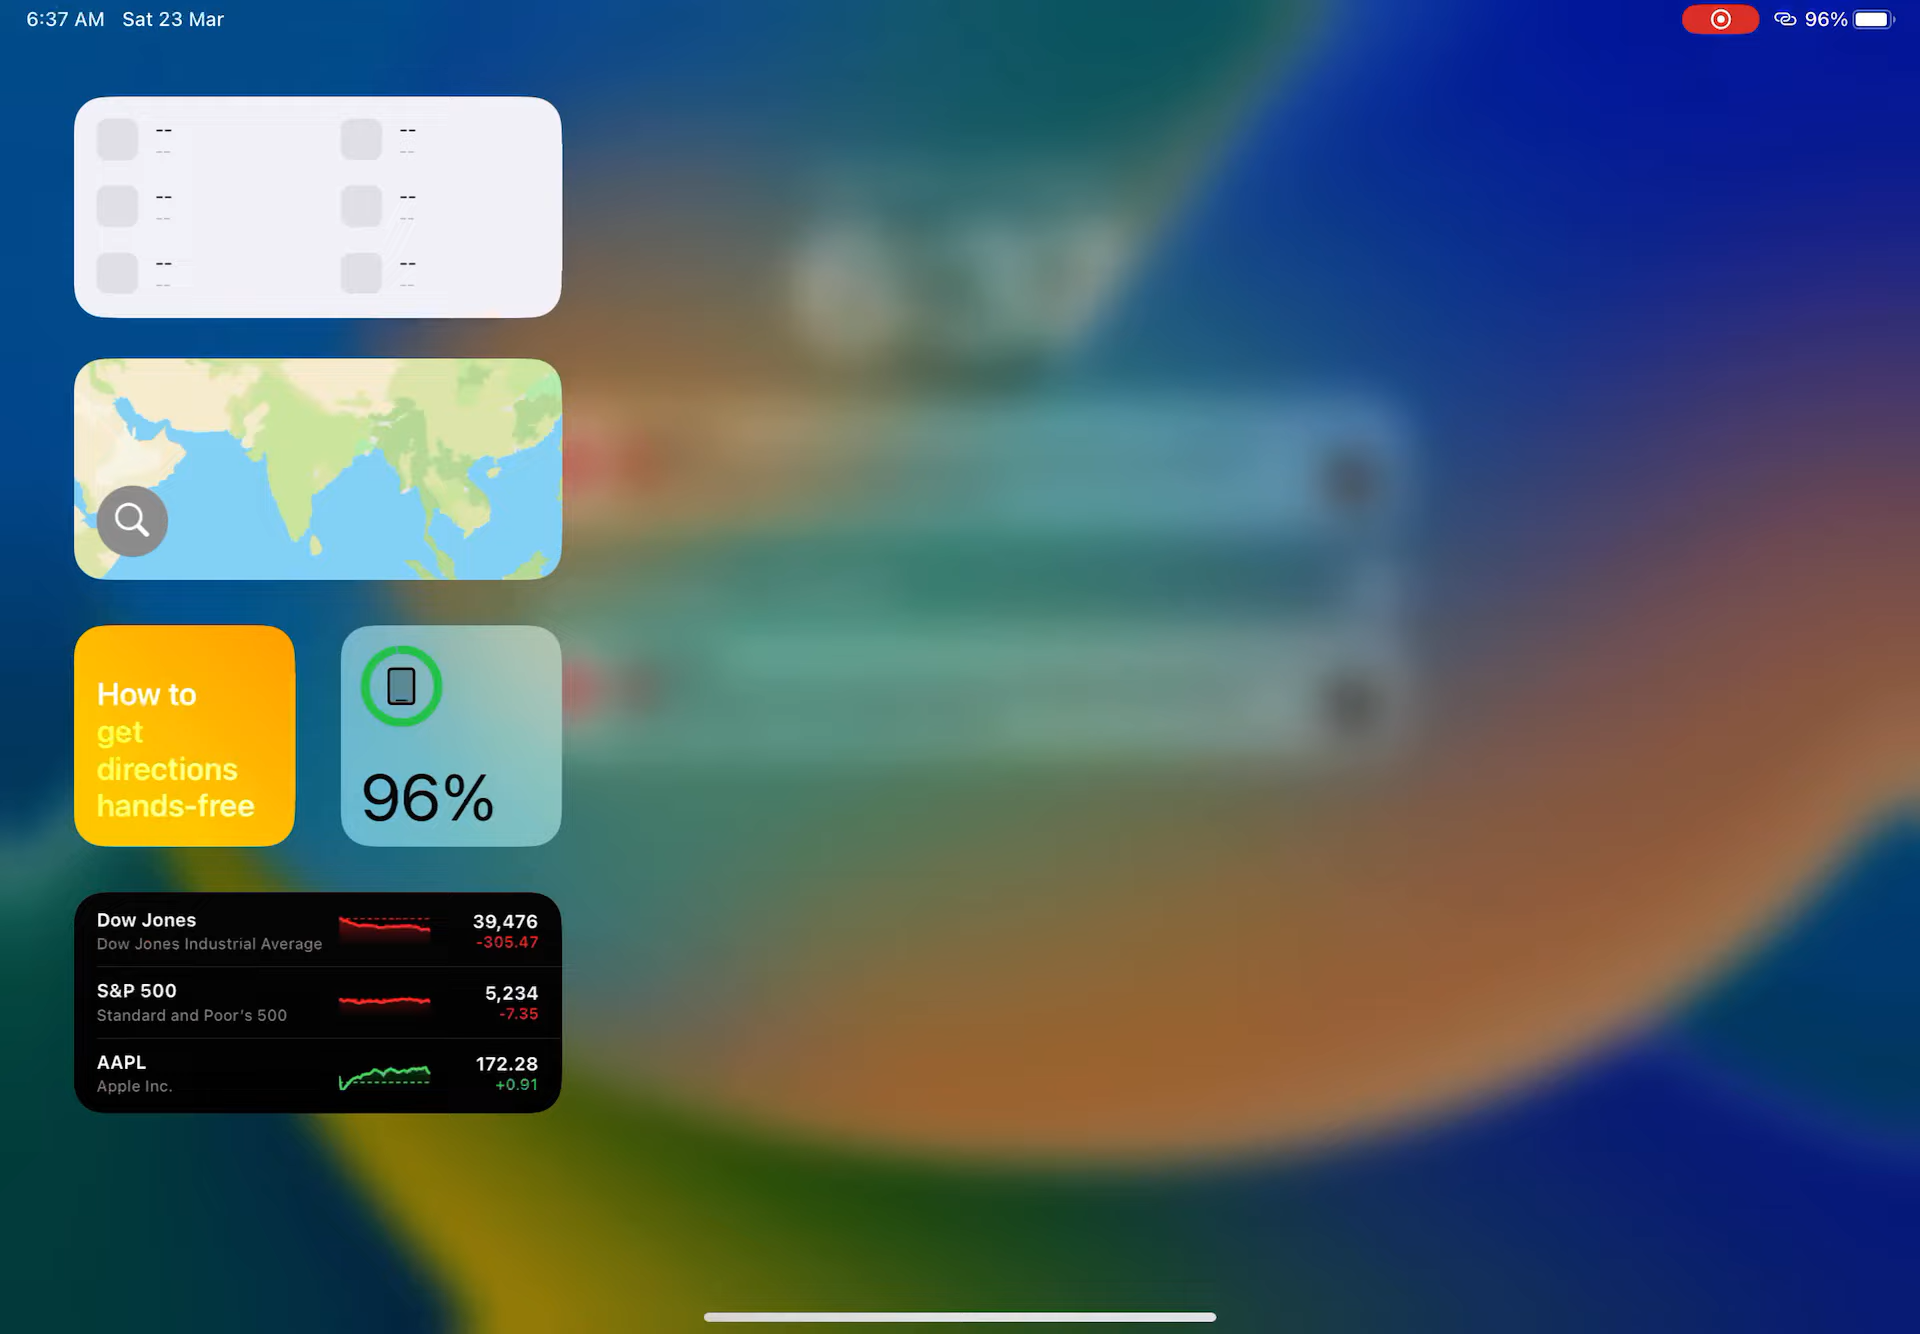 6:37 AM Sat 23 Mar
96%
-- --
-- --
-- --
-- --
-- --
-- --
How to
get
directions
hands-free
96%
Dow Jones 39,476
Dow Jones Industrial Average -305.47
S&P 500 5,234
Standard and Poor's 500 -7.35
AAPL 172.28
Apple Inc. +0.91